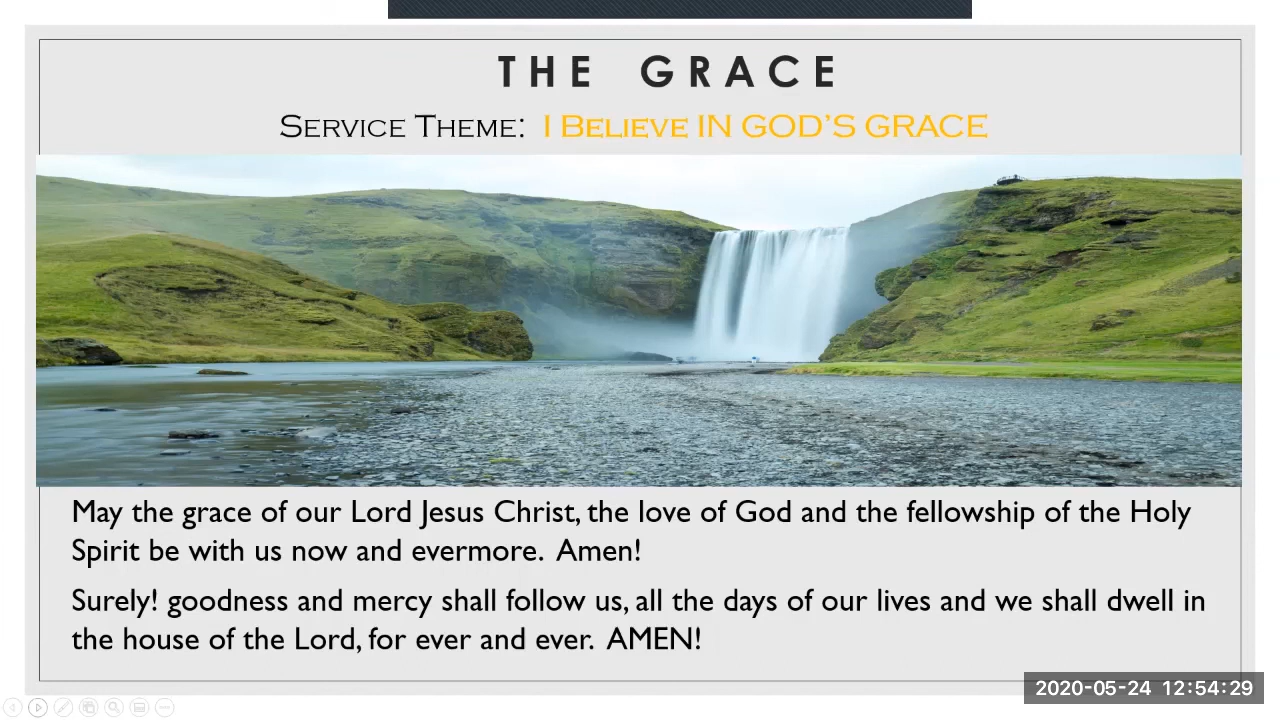 THE GRACE
SERVICE THEME: I BELIEVE IN GOD'S GRACE
May the grace of our Lord Jesus Christ, the love of God and the fellowship of the Holy
Spirit be with us now and evermore. Amen!
Surely! goodness and mercy shall follow us, all the days of our lives and we shall dwell in
the house of the Lord, for ever and ever. AMEN!
2020-05-24 12:54:29